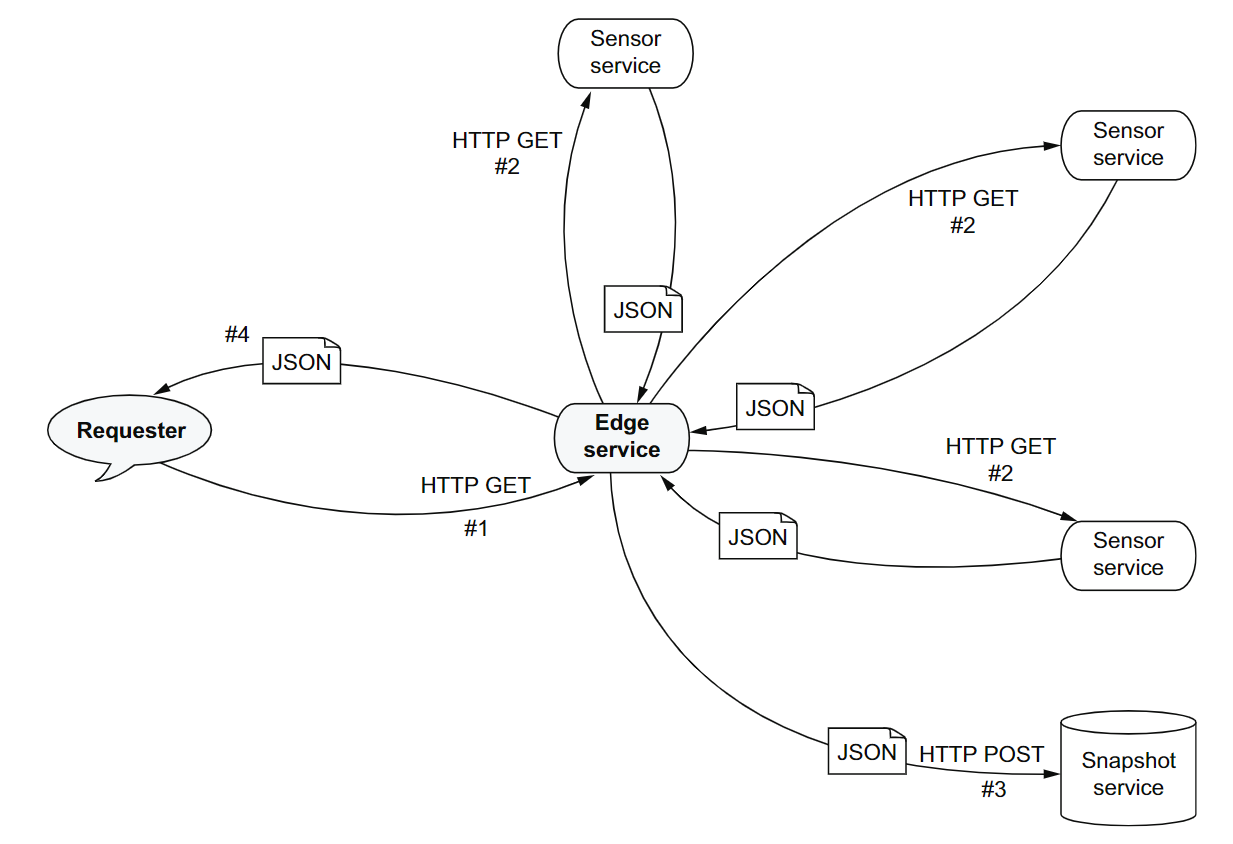 Sensor
service
HTTP GET
#2
Sensor
service
HTTP GET
#2
JSON
#4
JSON
JSON
Requester
Edge
service
HTTP GET
#2
HTTP GET
#1
JSON
Sensor
service
JSON
HTTP POST
#3
Snapshot
service